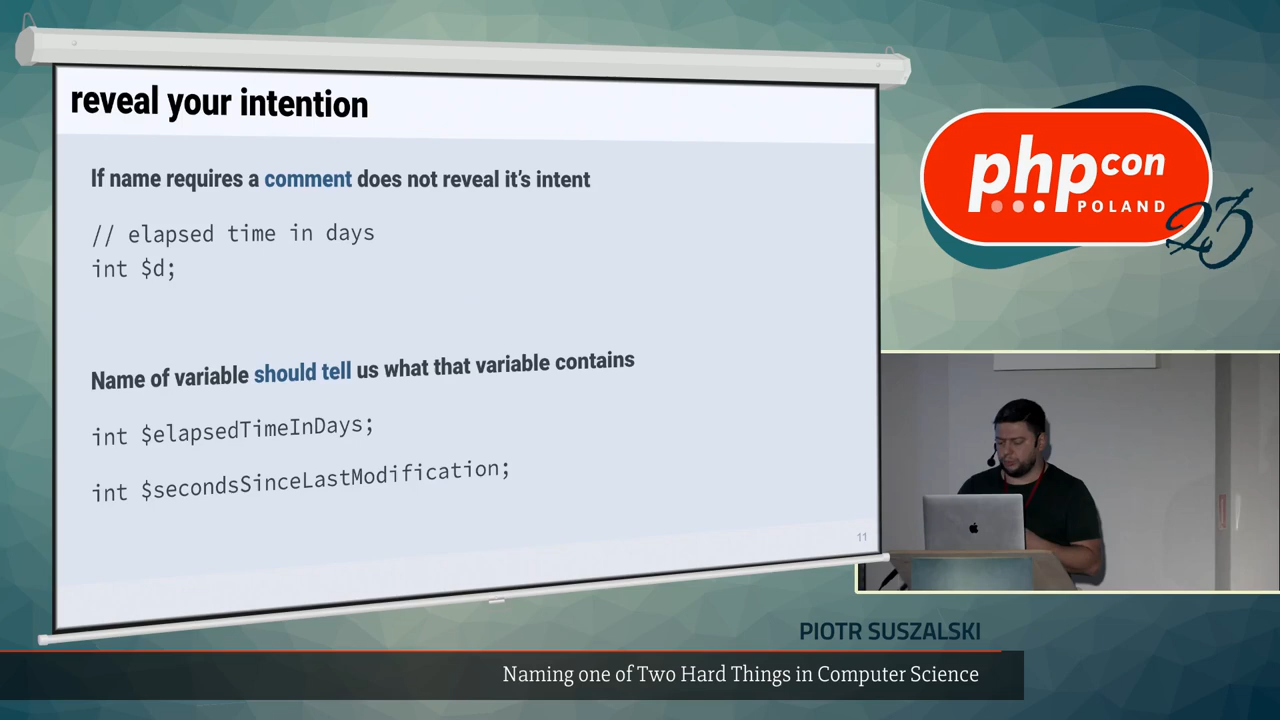 reveal your intention
If name requires a comment does not reveal it's intent
// elapsed time in days
int $d;
Name of variable should tell us what that variable contains
int $elapsedTimeInDays;
int $secondsSinceLastModification;
11
phpcon
POLAND
23
PIOTR SUSZALSKI
Naming one of Two Hard Things in Computer Science